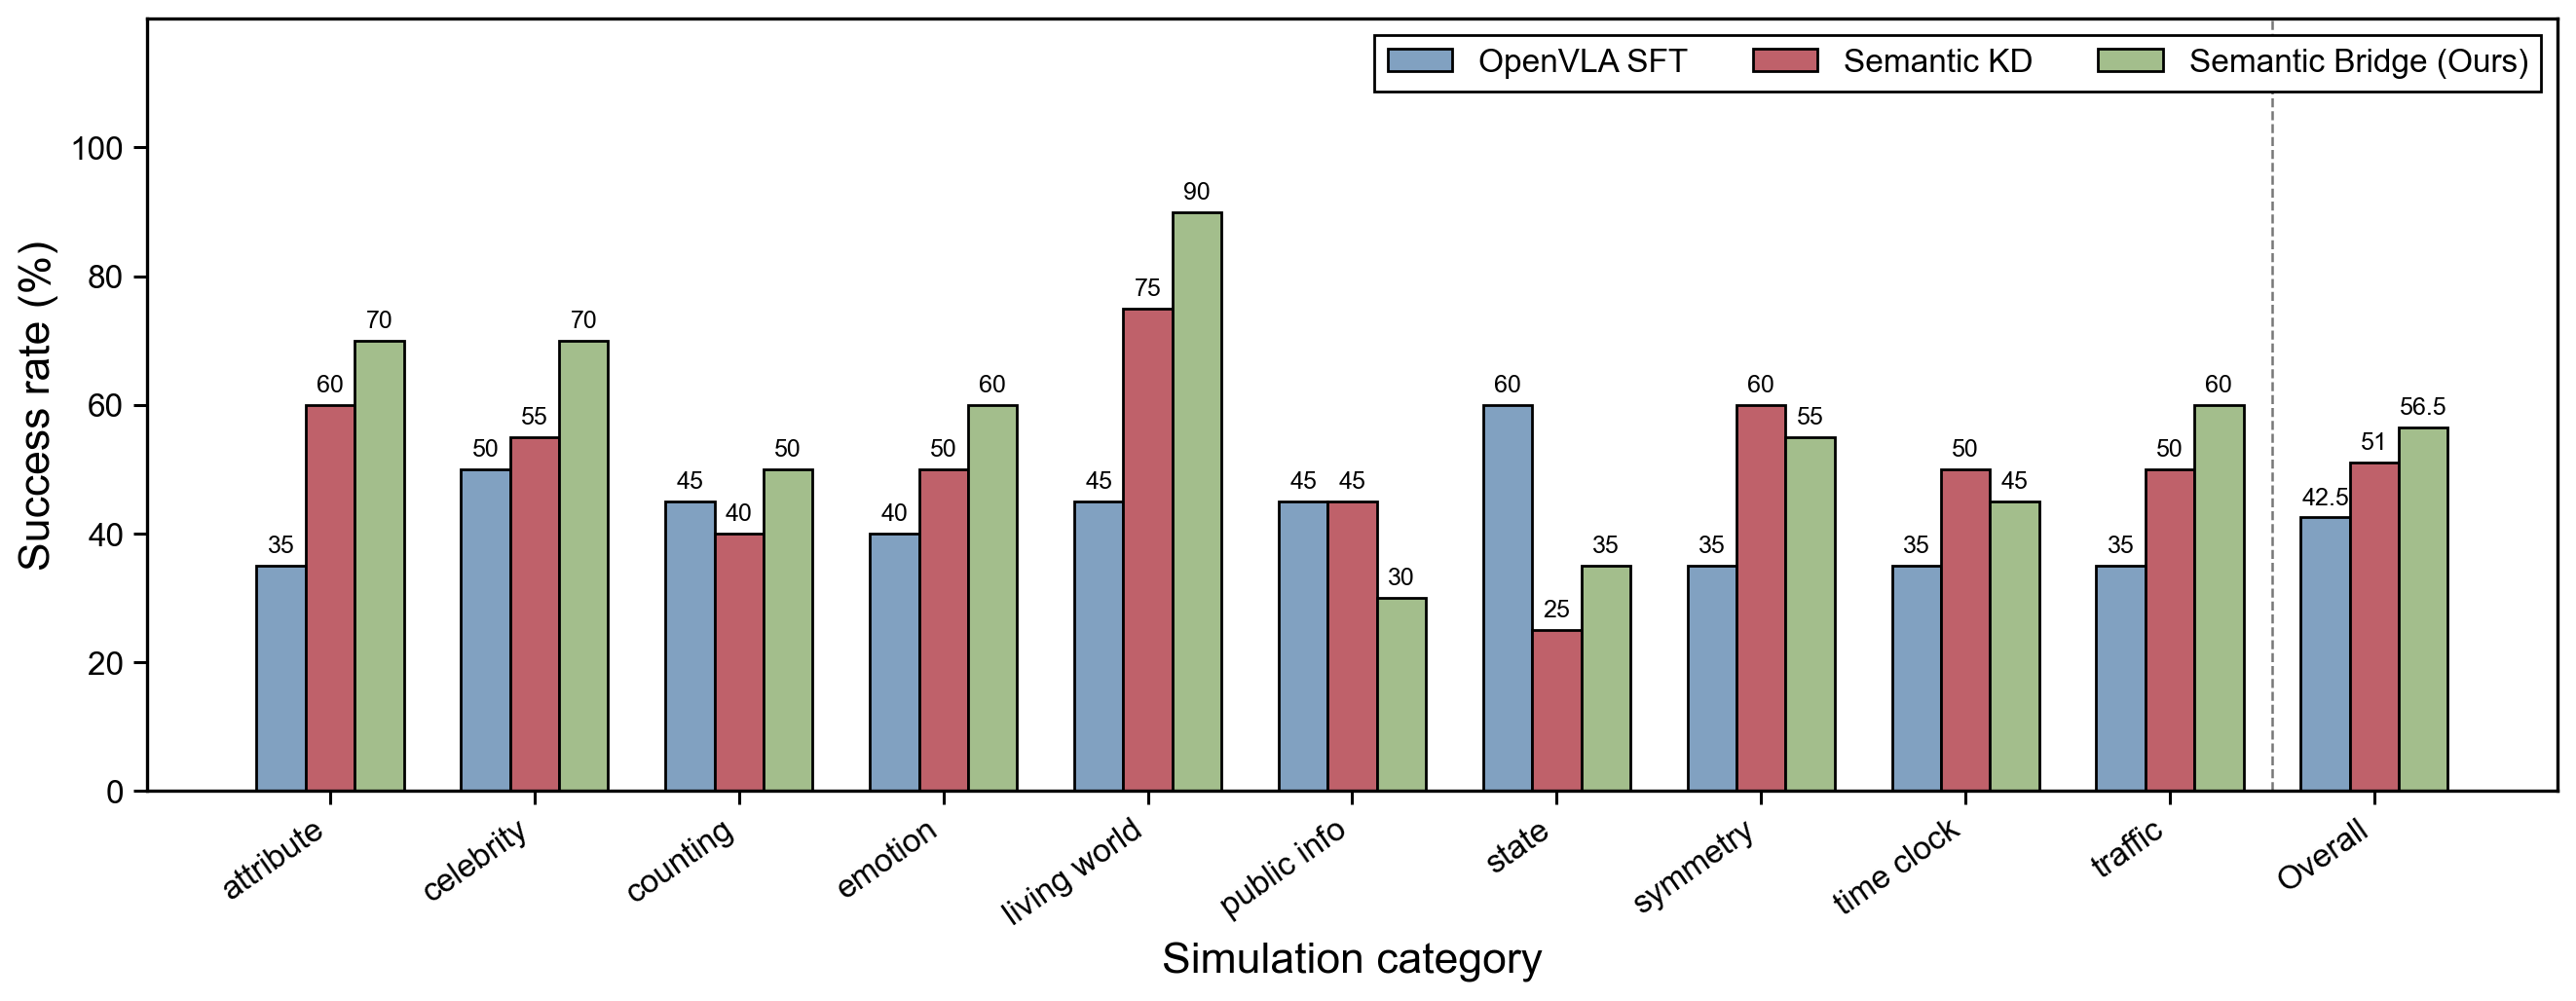 OpenVLA SFT Semantic KD Semantic Bridge (Ours)
Success rate (%)
100
80
60
40
20
0
35 60 70
50 55 70
45 40 50
40 50 60
45 75 90
45 45 30
60 25 35
35 60 55
35 50 45
35 50 60
42.5 51 56.5
attribute
celebrity
counting
emotion
living world
public info
state
symmetry
time clock
traffic
Overall
Simulation category